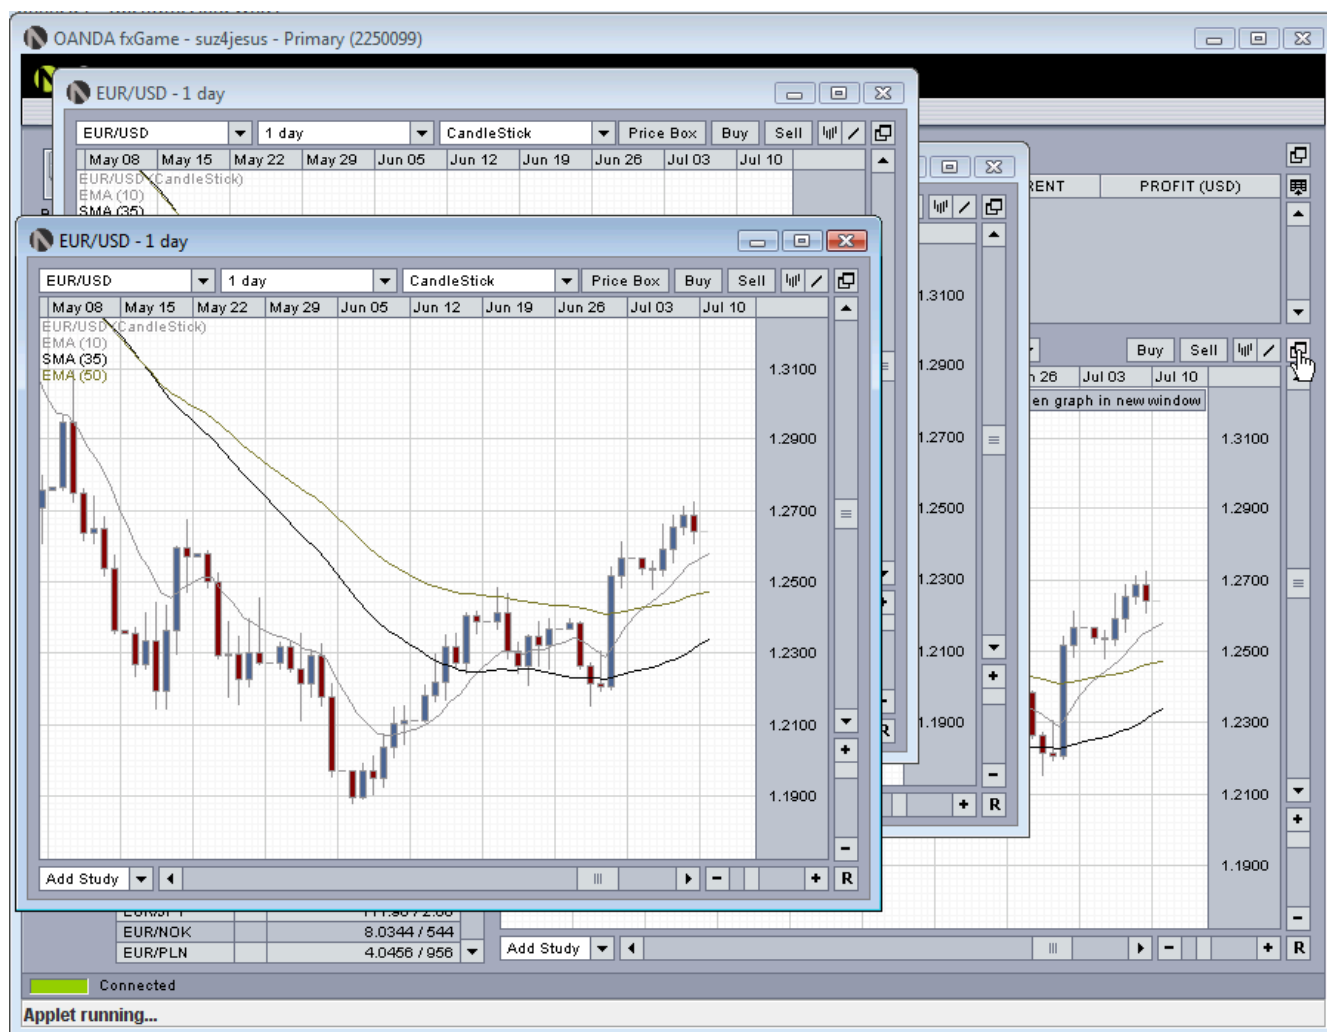 OANDA fxGame - suz4jesus - Primary (2250099)
EUR/USD - 1 day
EUR/USD 1 day CandleStick Price Box Buy Sell
May 08 May 15 May 22 May 29 Jun 05 Jun 12 Jun 19 Jun 26 Jul 03 Jul 10
EUR/USD (CandleStick)
EMA (10)
SMA (35)
PROFIT (USD)
EUR/USD - 1 day
EUR/USD 1 day CandleStick Price Box Buy Sell
May 08 May 15 May 22 May 29 Jun 05 Jun 12 Jun 19 Jun 26 Jul 03 Jul 10
EUR/USD (CandleStick)
EMA (10)
SMA (35)
EMA (50)
1.3100
1.2900
1.2700
1.2500
1.2300
1.2100
1.1900
Add Study R
1.3100
1.2900
1.2700
1.2500
1.2300
1.2100
1.1900
R
R
Buy Sell
26 Jul 03 Jul 10
graph in new window
1.3100
1.2900
1.2700
1.2500
1.2300
1.2100
1.1900
EUR/NOK 8.0344 / 544
EUR/PLN 4.0456 / 956
Add Study R
Connected
Applet running...